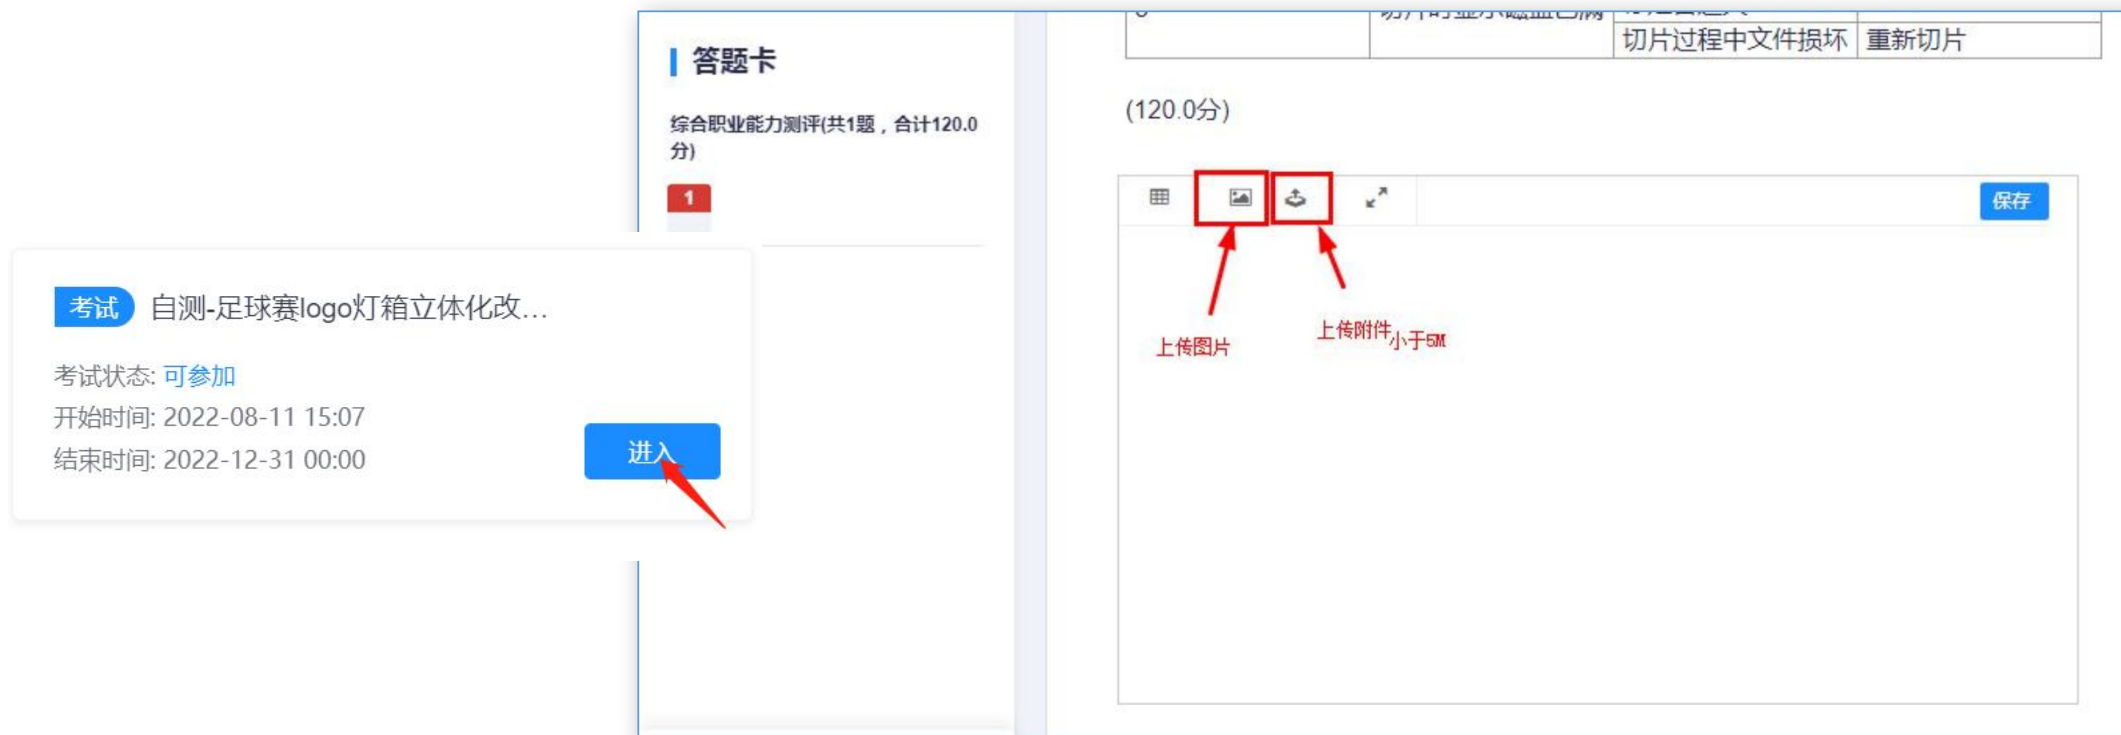 答题卡
综合职业能力测评(共1题，合计120.0
分)
1
考试 自测-足球赛logo灯箱立体化改...
考试状态: 可参加
开始时间: 2022-08-11 15:07
结束时间: 2022-12-31 00:00
进入
切片过程中文件损坏 重新切片
(120.0分)
保存
上传图片
上传附件小于5M